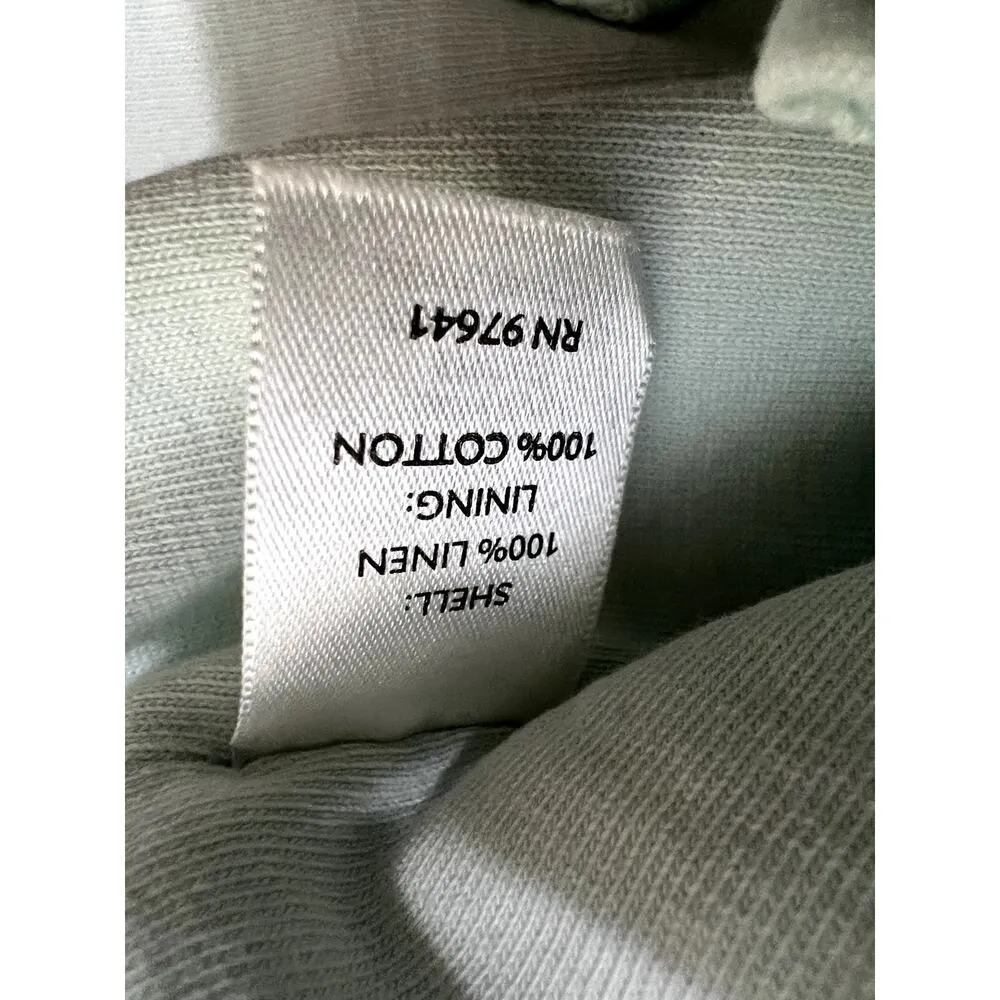 SHELL:
100% LINEN
LINING:
100% COTTON
RN 97641